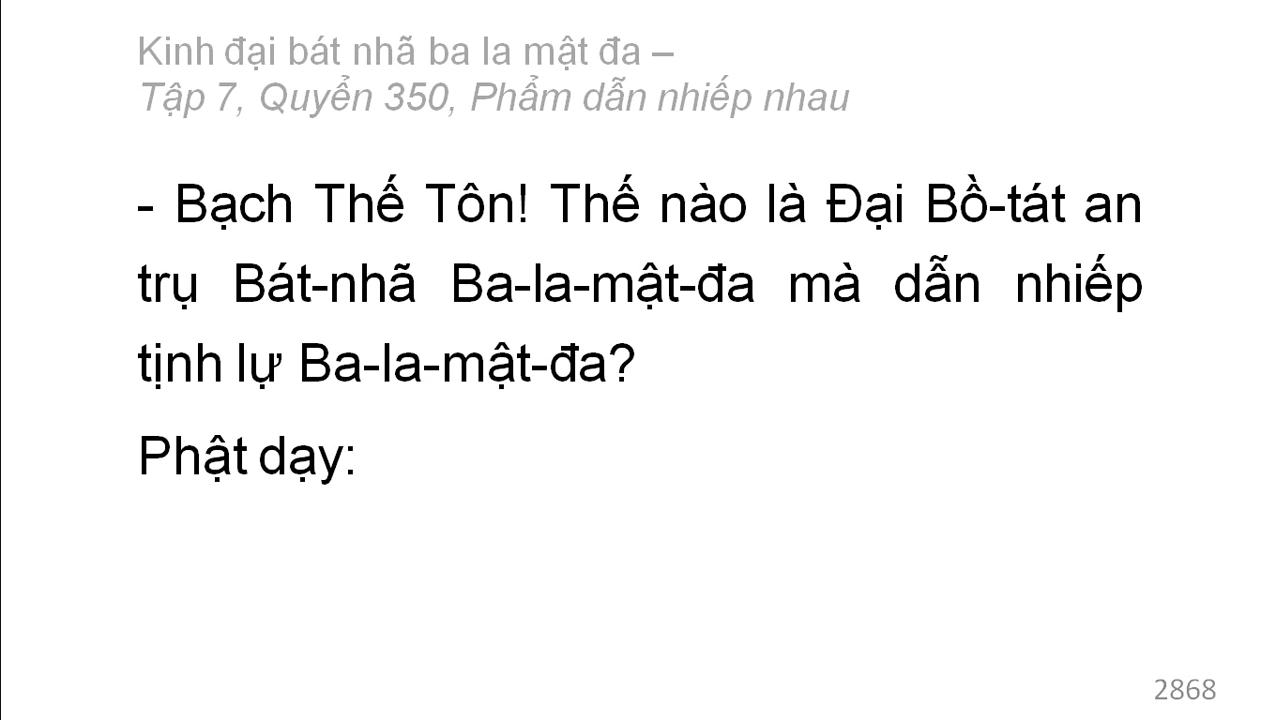 Kinh đại bát nhã ba la mật đa –
Tập 7, Quyển 350, Phẩm dẫn nhiếp nhau
- Bạch Thế Tôn! Thế nào là Đại Bồ-tát an
trụ Bát-nhã Ba-la-mật-đa mà dẫn nhiếp
tịnh lự Ba-la-mật-đa?
Phật dạy:
2868